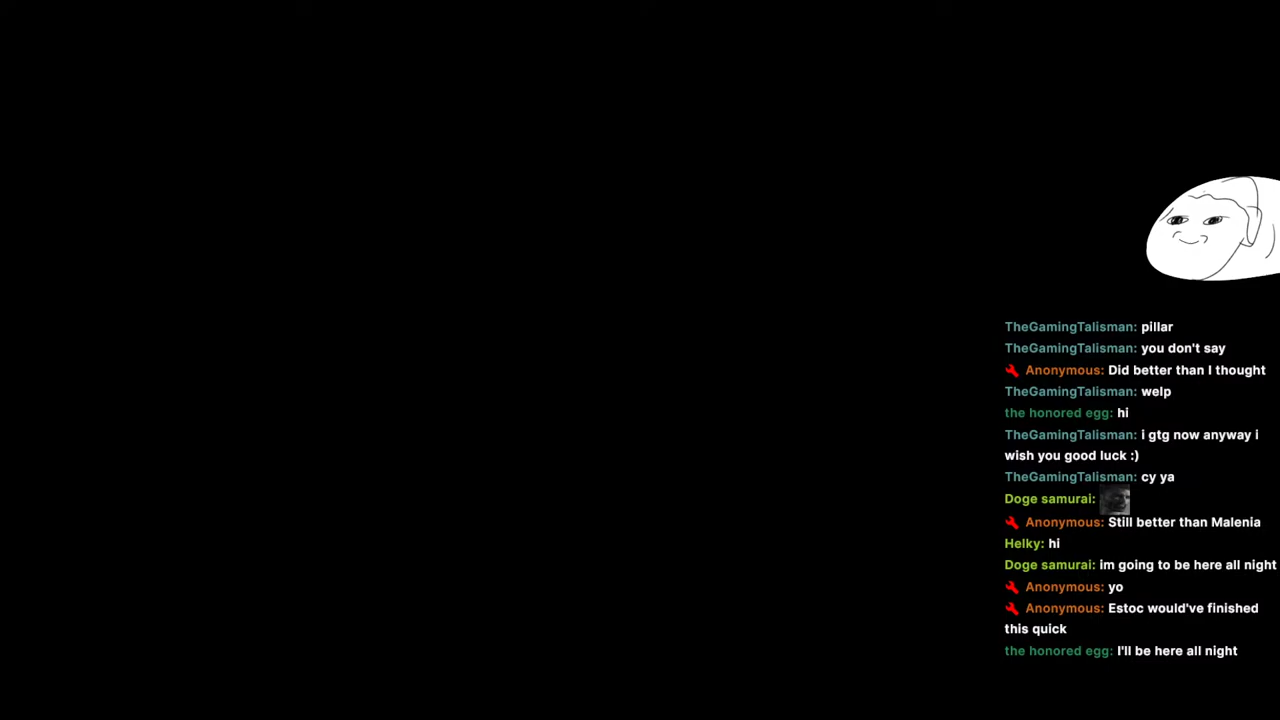 TheGamingTalisman: pillar
TheGamingTalisman: you don't say
Anonymous: Did better than I thought
TheGamingTalisman: welp
the honored egg: hi
TheGamingTalisman: i gtg now anyway i
wish you good luck :)
TheGamingTalisman: cy ya
Doge samurai:
Anonymous: Still better than Malenia
Helky: hi
Doge samurai: im going to be here all night
Anonymous: yo
Anonymous: Estoc would've finished
this quick
the honored egg: I'll be here all night